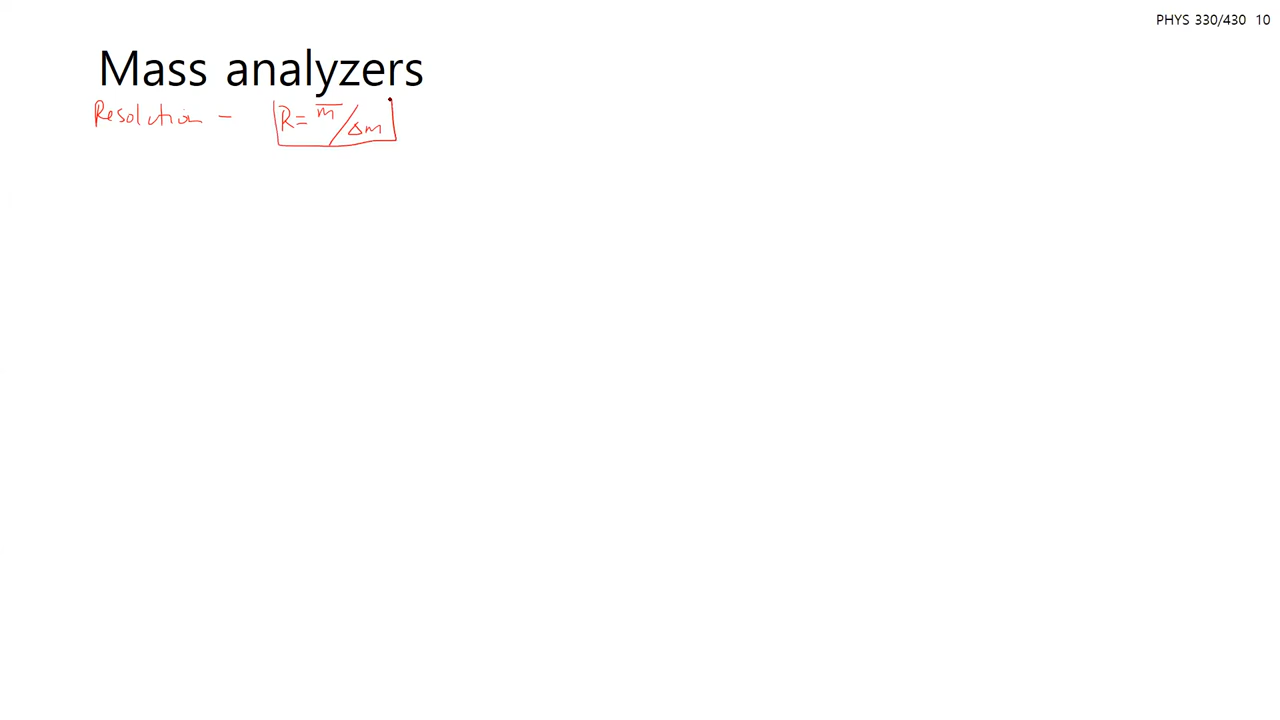 PHYS 330/430 10
Mass analyzers
Resolution - R = m̅/Δm